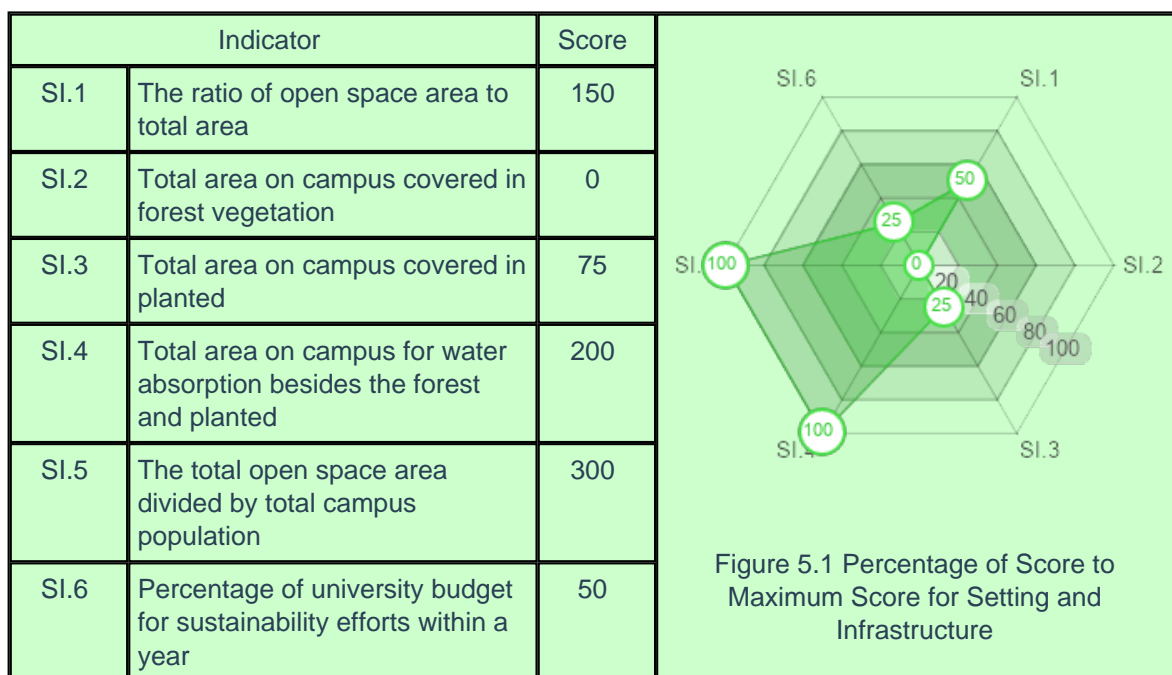 Indicator Score
SI.1 The ratio of open space area to
total area 150
SI.2 Total area on campus covered in
forest vegetation 0
SI.3 Total area on campus covered in
planted 75
SI.4 Total area on campus for water
absorption besides the forest
and planted 200
SI.5 The total open space area
divided by total campus
population 300
SI.6 Percentage of university budget
for sustainability efforts within a
year 50
SI.6 SI.1
50
25
SI. 100 0 SI.2
20
25 40
60
80
100
100
SI. SI.3
Figure 5.1 Percentage of Score to
Maximum Score for Setting and
Infrastructure